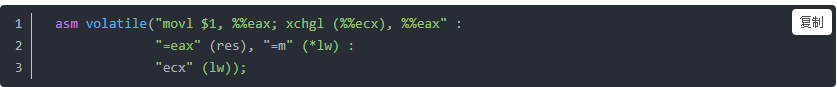 1 asm volatile("movl $1, %%eax; xchgl (%%ecx), %%eax" :
复制
2 "=eax" (res), "=m" (*lw) :
3 "ecx" (lw));